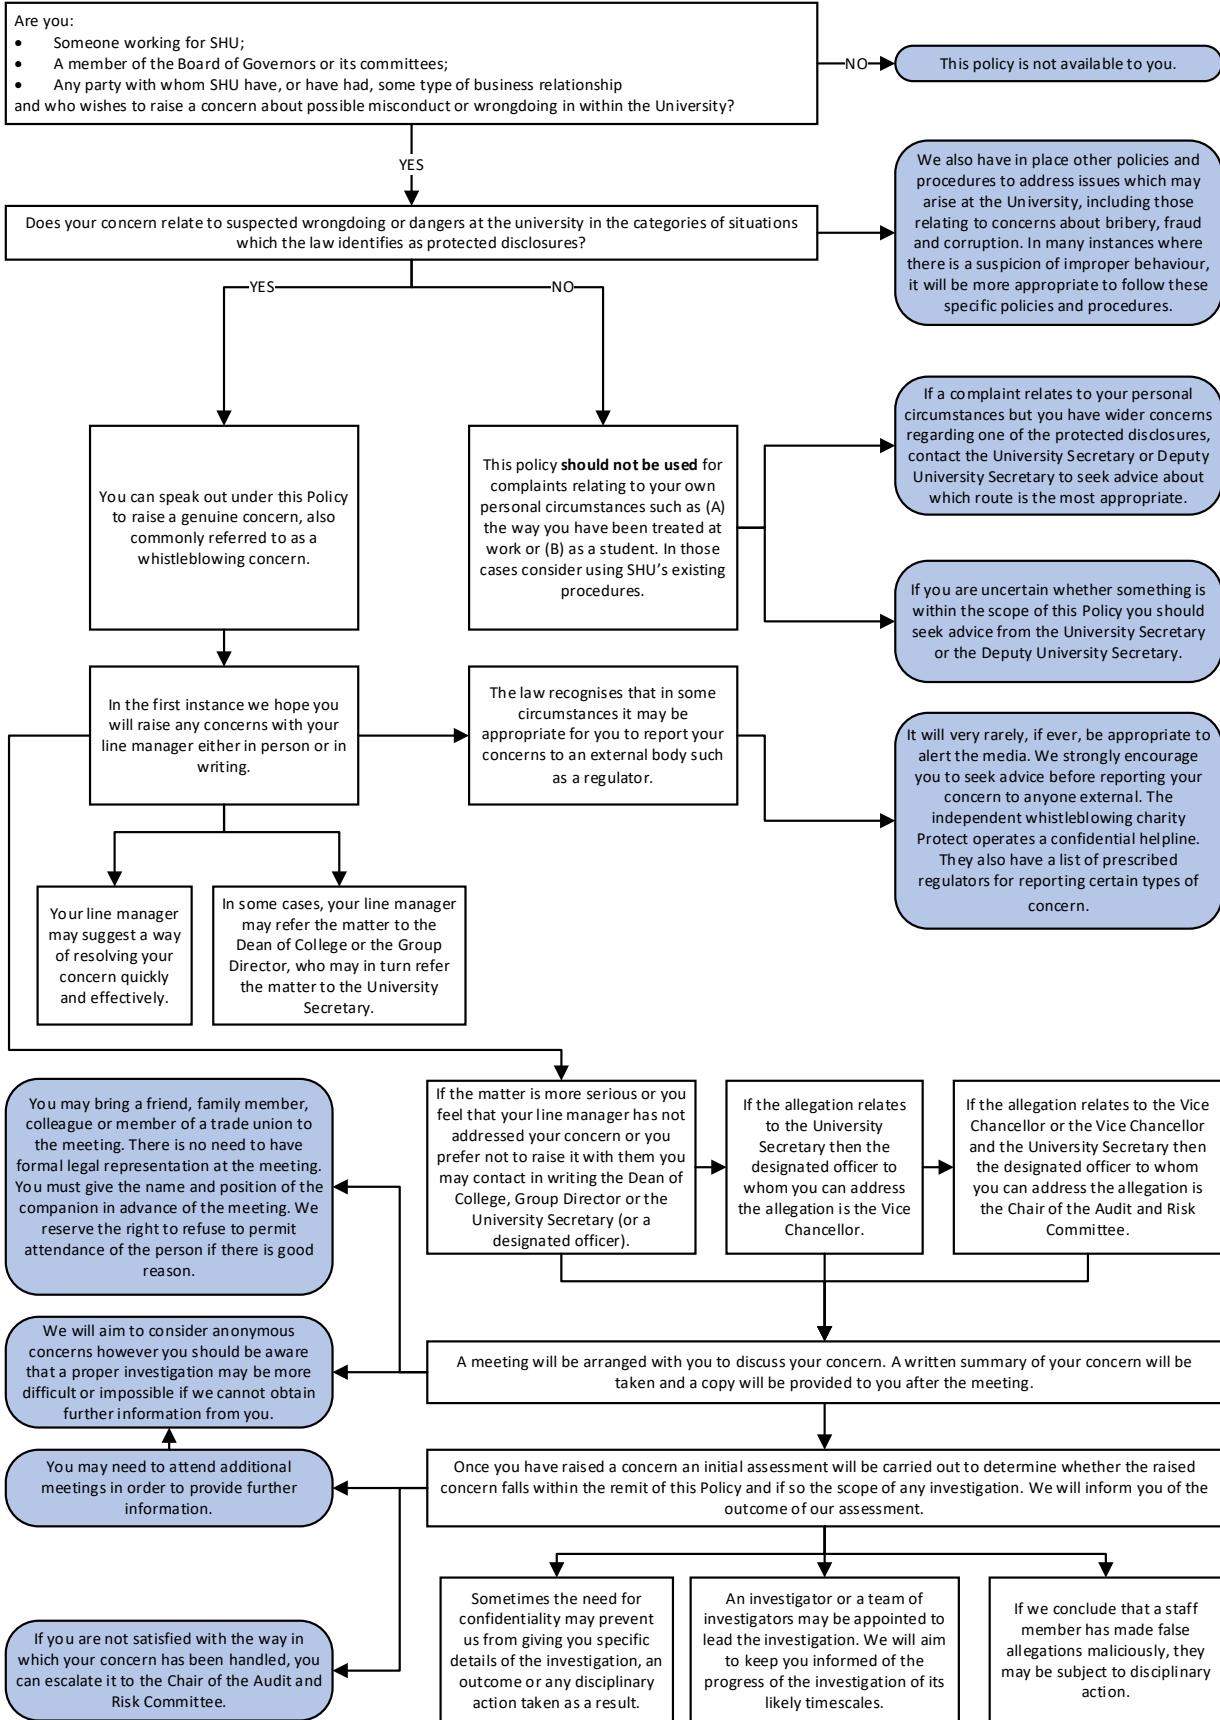 Are you:
• Someone working for SHU;
• A member of the Board of Governors or its committees;
• Any party with whom SHU have, or have had, some type of business relationship
and who wishes to raise a concern about possible misconduct or wrongdoing in within the University?
NO
This policy is not available to you.
YES
We also have in place other policies and
procedures to address issues which may
arise at the University, including those
relating to concerns about bribery, fraud
and corruption. In many instances where
there is a suspicion of improper behaviour,
it will be more appropriate to follow these
specific policies and procedures.
Does your concern relate to suspected wrongdoing or dangers at the university in the categories of situations
which the law identifies as protected disclosures?
YES
NO
You can speak out under this Policy
to raise a genuine concern, also
commonly referred to as a
whistleblowing concern.
This policy should not be used for
complaints relating to your own
personal circumstances such as (A)
the way you have been treated at
work or (B) as a student. In those
cases consider using SHU’s existing
procedures.
If a complaint relates to your personal
circumstances but you have wider concerns
regarding one of the protected disclosures,
contact the University Secretary or Deputy
University Secretary to seek advice about
which route is the most appropriate.
If you are uncertain whether something is
within the scope of this Policy you should
seek advice from the University Secretary
or the Deputy University Secretary.
In the first instance we hope you
will raise any concerns with your
line manager either in person or in
writing.
The law recognises that in some
circumstances it may be
appropriate for you to report your
concerns to an external body such
as a regulator.
It will very rarely, if ever, be appropriate to
alert the media. We strongly encourage
you to seek advice before reporting your
concern to anyone external. The
independent whistleblowing charity
Protect operates a confidential helpline.
They also have a list of prescribed
regulators for reporting certain types of
concern.
Your line manager
may suggest a way
of resolving your
concern quickly
and effectively.
In some cases, your line manager
may refer the matter to the
Dean of College or the Group
Director, who may in turn refer
the matter to the University
Secretary.
You may bring a friend, family member,
colleague or member of a trade union to
the meeting. There is no need to have
formal legal representation at the meeting.
You must give the name and position of the
companion in advance of the meeting. We
reserve the right to refuse to permit
attendance of the person if there is good
reason.
If the matter is more serious or you
feel that your line manager has not
addressed your concern or you
prefer not to raise it with them you
may contact in writing the Dean of
College, Group Director or the
University Secretary (or a
designated officer).
If the allegation relates
to the University
Secretary then the
designated officer to
whom you can address
the allegation is the Vice
Chancellor.
If the allegation relates to the Vice
Chancellor or the Vice Chancellor
and the University Secretary then
the designated officer to whom
you can address the allegation is
the Chair of the Audit and Risk
Committee.
We will aim to consider anonymous
concerns however you should be aware
that a proper investigation may be more
difficult or impossible if we cannot obtain
further information from you.
A meeting will be arranged with you to discuss your concern. A written summary of your concern will be
taken and a copy will be provided to you after the meeting.
You may need to attend additional
meetings in order to provide further
information.
Once you have raised a concern an initial assessment will be carried out to determine whether the raised
concern falls within the remit of this Policy and if so the scope of any investigation. We will inform you of the
outcome of our assessment.
If you are not satisfied with the way in
which your concern has been handled, you
can escalate it to the Chair of the Audit and
Risk Committee.
Sometimes the need for
confidentiality may prevent
us from giving you specific
details of the investigation, an
outcome or any disciplinary
action taken as a result.
An investigator or a team of
investigators may be appointed to
lead the investigation. We will aim
to keep you informed of the
progress of the investigation of its
likely timescales.
If we conclude that a staff
member has made false
allegations maliciously, they
may be subject to disciplinary
action.